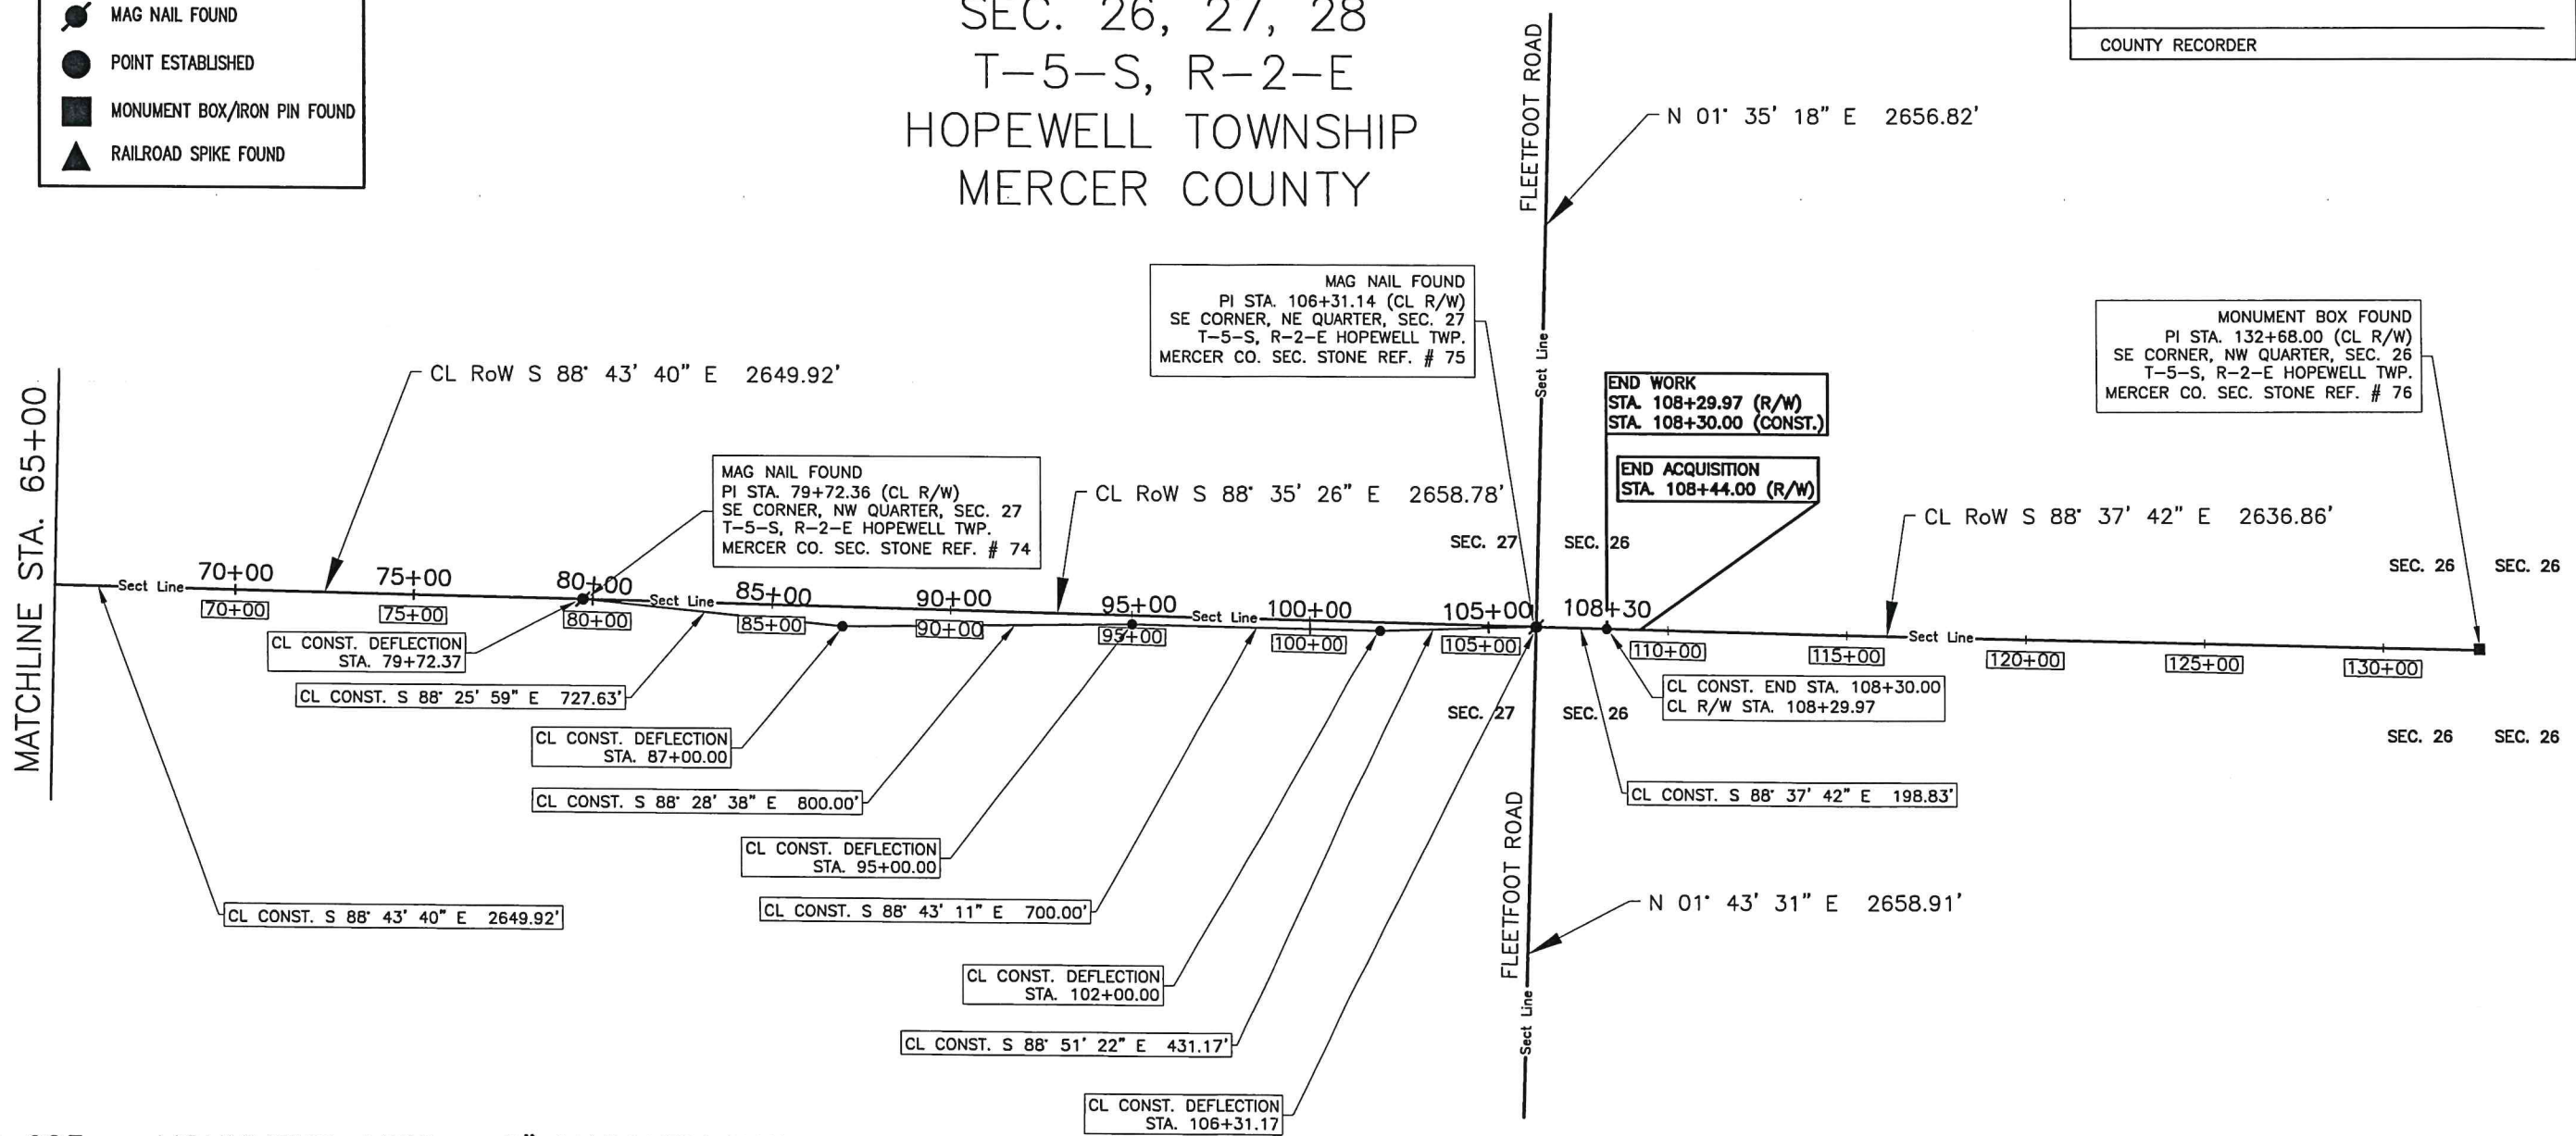 MAG NAIL FOUND
POINT ESTABLISHED
MONUMENT BOX/IRON PIN FOUND
RAILROAD SPIKE FOUND
SEC. 26, 27, 28
T-5-S, R-2-E
HOPEWELL TOWNSHIP
MERCER COUNTY
COUNTY RECORDER
FLEETFOOT ROAD
N 01° 35' 18" E 2656.82'
Sect Line
MAG NAIL FOUND
PI STA. 106+31.14 (CL R/W)
SE CORNER, NE QUARTER, SEC. 27
T-5-S, R-2-E HOPEWELL TWP.
MERCER CO. SEC. STONE REF. # 75
MONUMENT BOX FOUND
PI STA. 132+68.00 (CL R/W)
SE CORNER, NW QUARTER, SEC. 26
T-5-S, R-2-E HOPEWELL TWP.
MERCER CO. SEC. STONE REF. # 76
END WORK
STA. 108+29.97 (R/W)
STA. 108+30.00 (CONST.)
END ACQUISITION
STA. 108+44.00 (R/W)
MATCHLINE STA. 65+00
CL RoW S 88° 43' 40" E 2649.92'
MAG NAIL FOUND
PI STA. 79+72.36 (CL R/W)
SE CORNER, NW QUARTER, SEC. 27
T-5-S, R-2-E HOPEWELL TWP.
MERCER CO. SEC. STONE REF. # 74
CL RoW S 88° 35' 26" E 2658.78'
CL RoW S 88° 37' 42" E 2636.86'
SEC. 27 SEC. 26
SEC. 26 SEC. 26
70+00 75+00 80+00 85+00 90+00 95+00 100+00 105+00 108+30
Sect Line Sect Line Sect Line Sect Line
70+00 75+00 80+00 85+00 90+00 95+00 100+00 105+00 110+00 115+00 120+00 125+00 130+00
CL CONST. DEFLECTION
STA. 79+72.37
CL CONST. S 88° 25' 59" E 727.63'
CL CONST. DEFLECTION
STA. 87+00.00
CL CONST. S 88° 28' 38" E 800.00'
CL CONST. DEFLECTION
STA. 95+00.00
CL CONST. S 88° 43' 40" E 2649.92'
CL CONST. S 88° 43' 11" E 700.00'
CL CONST. DEFLECTION
STA. 102+00.00
CL CONST. S 88° 51' 22" E 431.17'
CL CONST. DEFLECTION
STA. 106+31.17
CL CONST. END STA. 108+30.00
CL R/W STA. 108+29.97
SEC. 27 SEC. 26
SEC. 26 SEC. 26
CL CONST. S 88° 37' 42" E 198.83'
FLEETFOOT ROAD
N 01° 43' 31" E 2658.91'
Sect Line